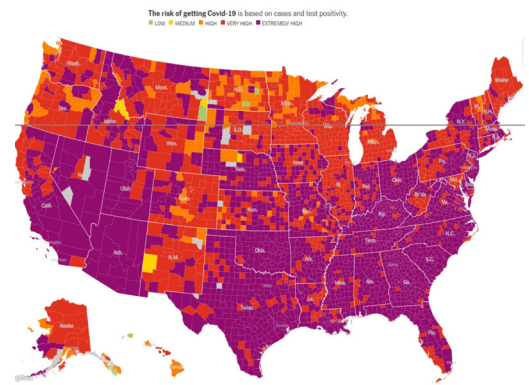 The risk of getting Covid-19 is based on cases and test positivity.
LOW MEDIUM HIGH VERY HIGH EXTREMELY HIGH
Wash.
Maine
Mont.
N.D.
Minn.
Ore.
Idaho
S.D.
Wis.
Mich.
N.Y.
Wyo.
Iowa
Neb.
Pa.
Nev.
Utah
Ill.
Ind.
Ohio
Colo.
Calif.
Kan.
Mo.
W.Va.
Va.
Ky.
N.C.
Tenn.
Ariz.
N.M.
Okla.
Ark.
S.C.
Miss.
Ala.
Ga.
Texas
La.
Alaska
Fla.
Hawaii